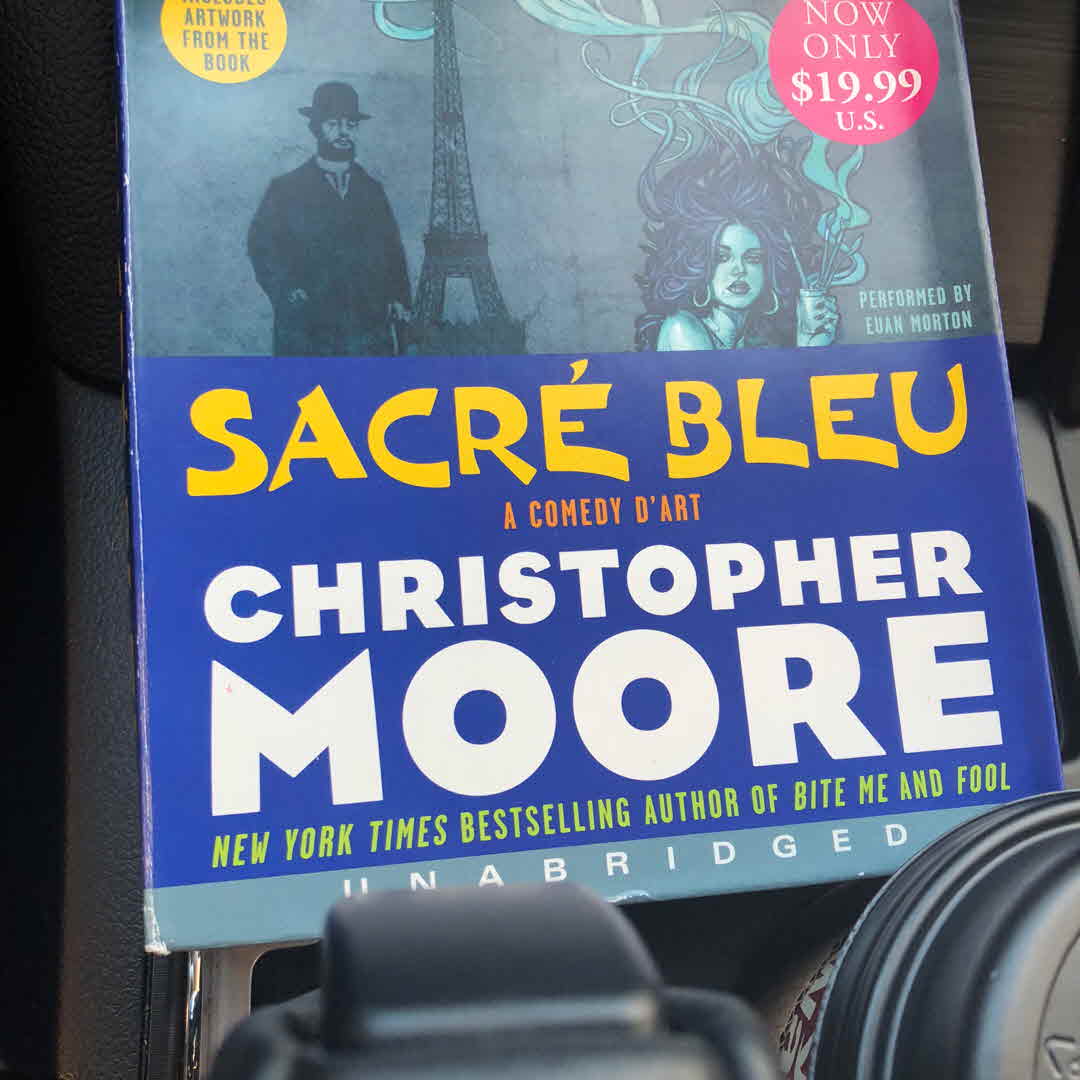 INCLUDES
ARTWORK
FROM THE
BOOK
NOW
ONLY
$19.99
U.S.
PERFORMED BY
EUAN MORTON
SACRÉ BLEU
A COMEDY D'ART
CHRISTOPHER
MOORE
NEW YORK TIMES BESTSELLING AUTHOR OF BITE ME AND FOOL
UNABRIDGED